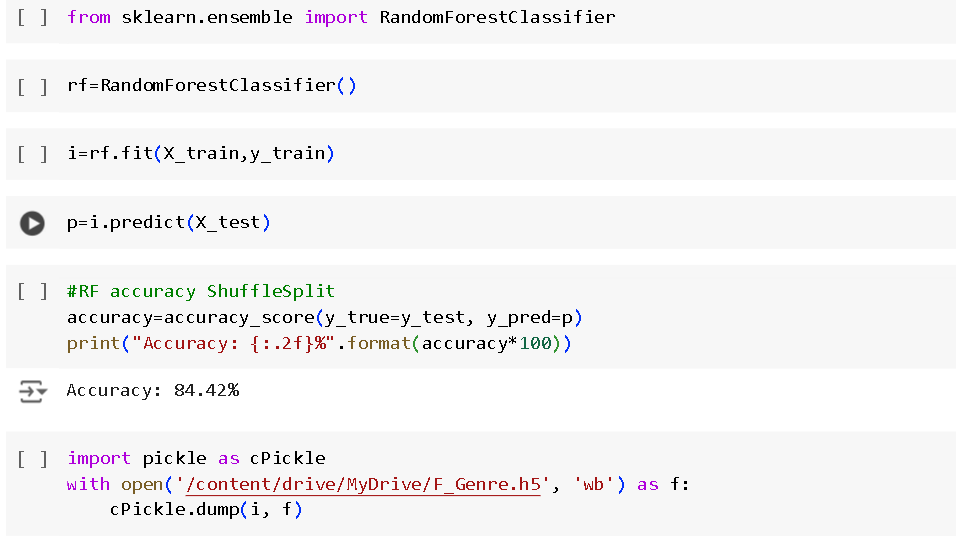 [ ] from sklearn.ensemble import RandomForestClassifier
[ ] rf=RandomForestClassifier()
[ ] i=rf.fit(X_train,y_train)
p=i.predict(X_test)
[ ] #RF accuracy ShuffleSplit
accuracy=accuracy_score(y_true=y_test, y_pred=p)
print("Accuracy: {:.2f}%".format(accuracy*100))
Accuracy: 84.42%
[ ] import pickle as cPickle
with open('/content/drive/MyDrive/F_Genre.h5', 'wb') as f:
    cPickle.dump(i, f)